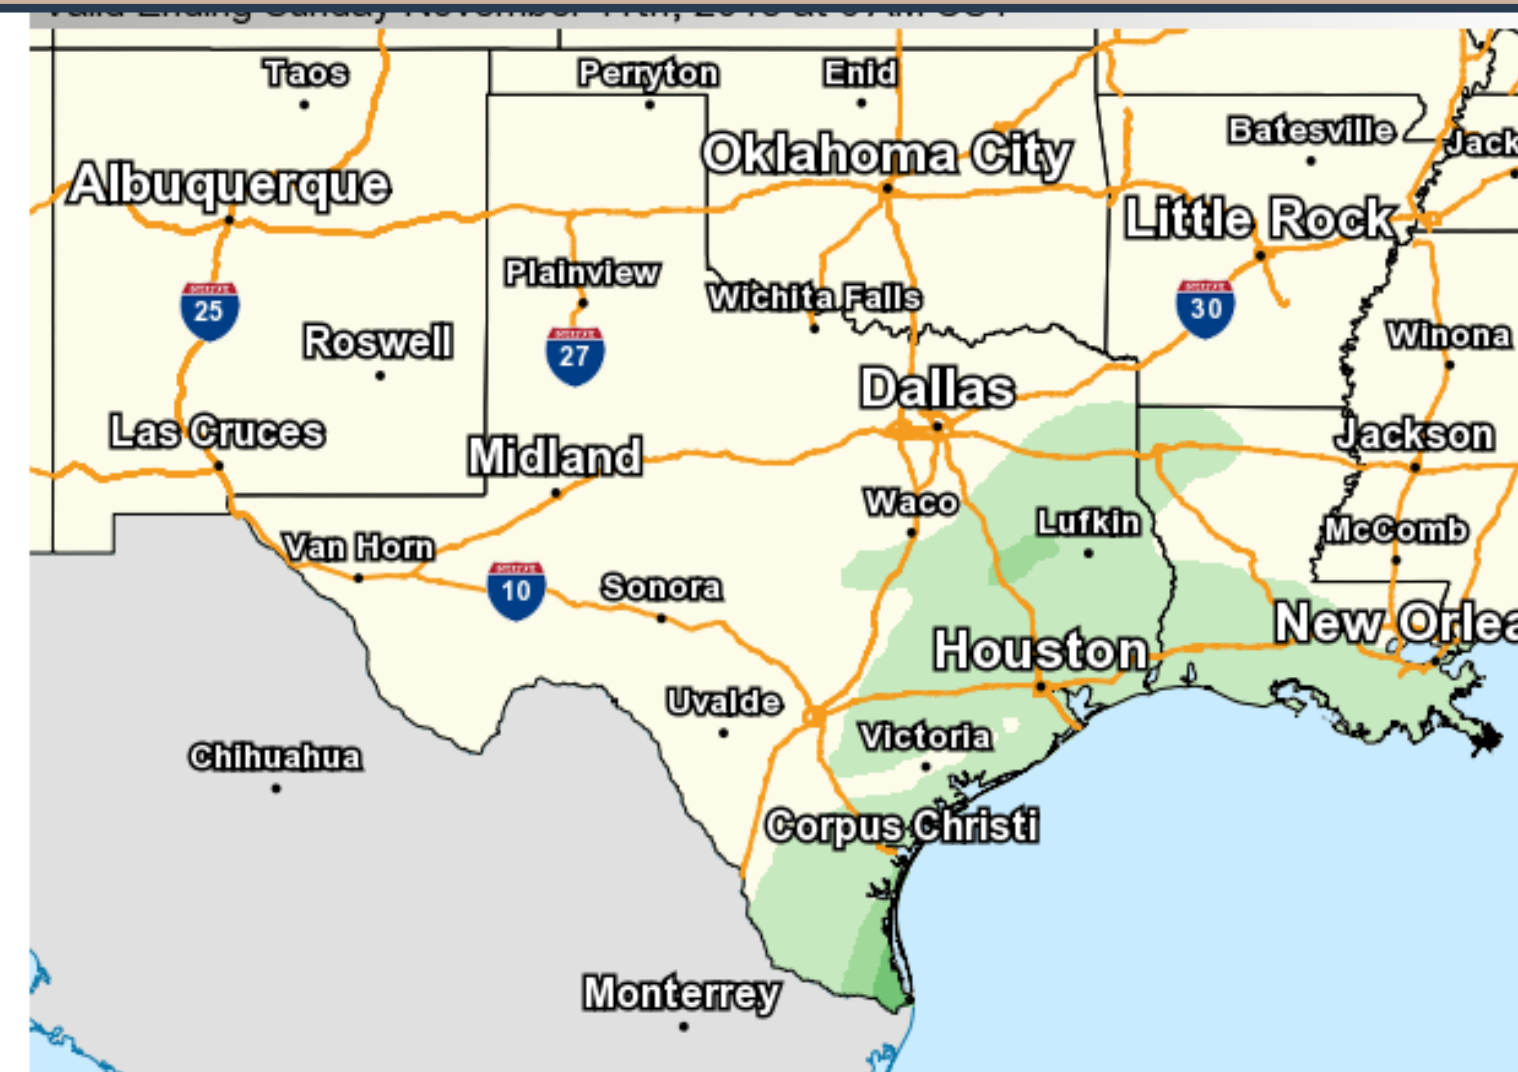 Taos
Perryton
Enid
Batesville
Jack
Oklahoma City
Albuquerque
Little Rock
Plainview
Wichita Falls
25
30
Roswell
27
Winona
Dallas
Las Cruces
Midland
Jackson
Waco
Lufkin
McComb
Van Horn
10
Sonora
New Orlea
Houston
Uvalde
Victoria
Chihuahua
Corpus Christi
Monterrey